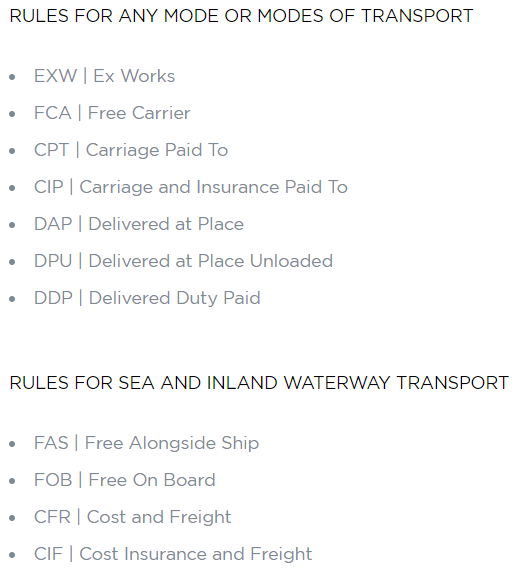 RULES FOR ANY MODE OR MODES OF TRANSPORT
• EXW | Ex Works
• FCA | Free Carrier
• CPT | Carriage Paid To
• CIP | Carriage and Insurance Paid To
• DAP | Delivered at Place
• DPU | Delivered at Place Unloaded
• DDP | Delivered Duty Paid
RULES FOR SEA AND INLAND WATERWAY TRANSPORT
• FAS | Free Alongside Ship
• FOB | Free On Board
• CFR | Cost and Freight
• CIF | Cost Insurance and Freight